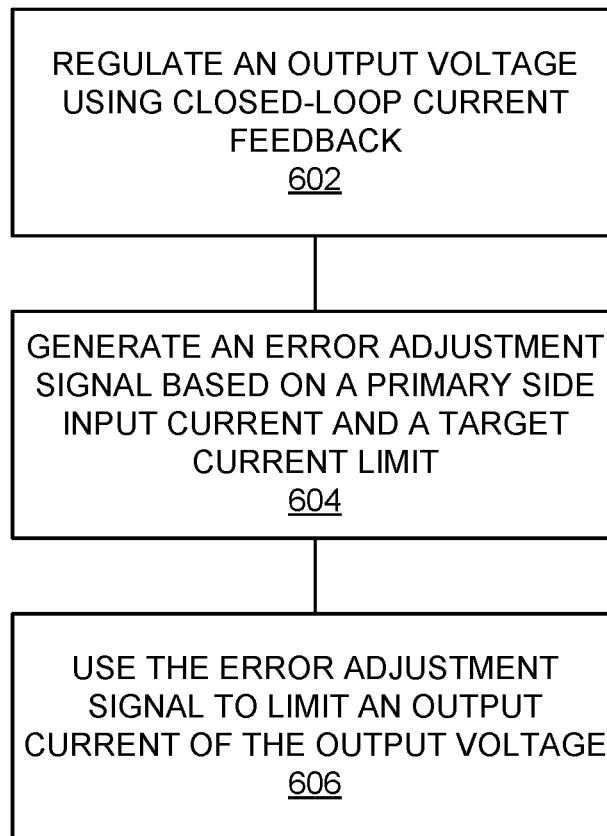 REGULATE AN OUTPUT VOLTAGE
USING CLOSED-LOOP CURRENT
FEEDBACK
602
GENERATE AN ERROR ADJUSTMENT
SIGNAL BASED ON A PRIMARY SIDE
INPUT CURRENT AND A TARGET
CURRENT LIMIT
604
USE THE ERROR ADJUSTMENT
SIGNAL TO LIMIT AN OUTPUT
CURRENT OF THE OUTPUT VOLTAGE
606